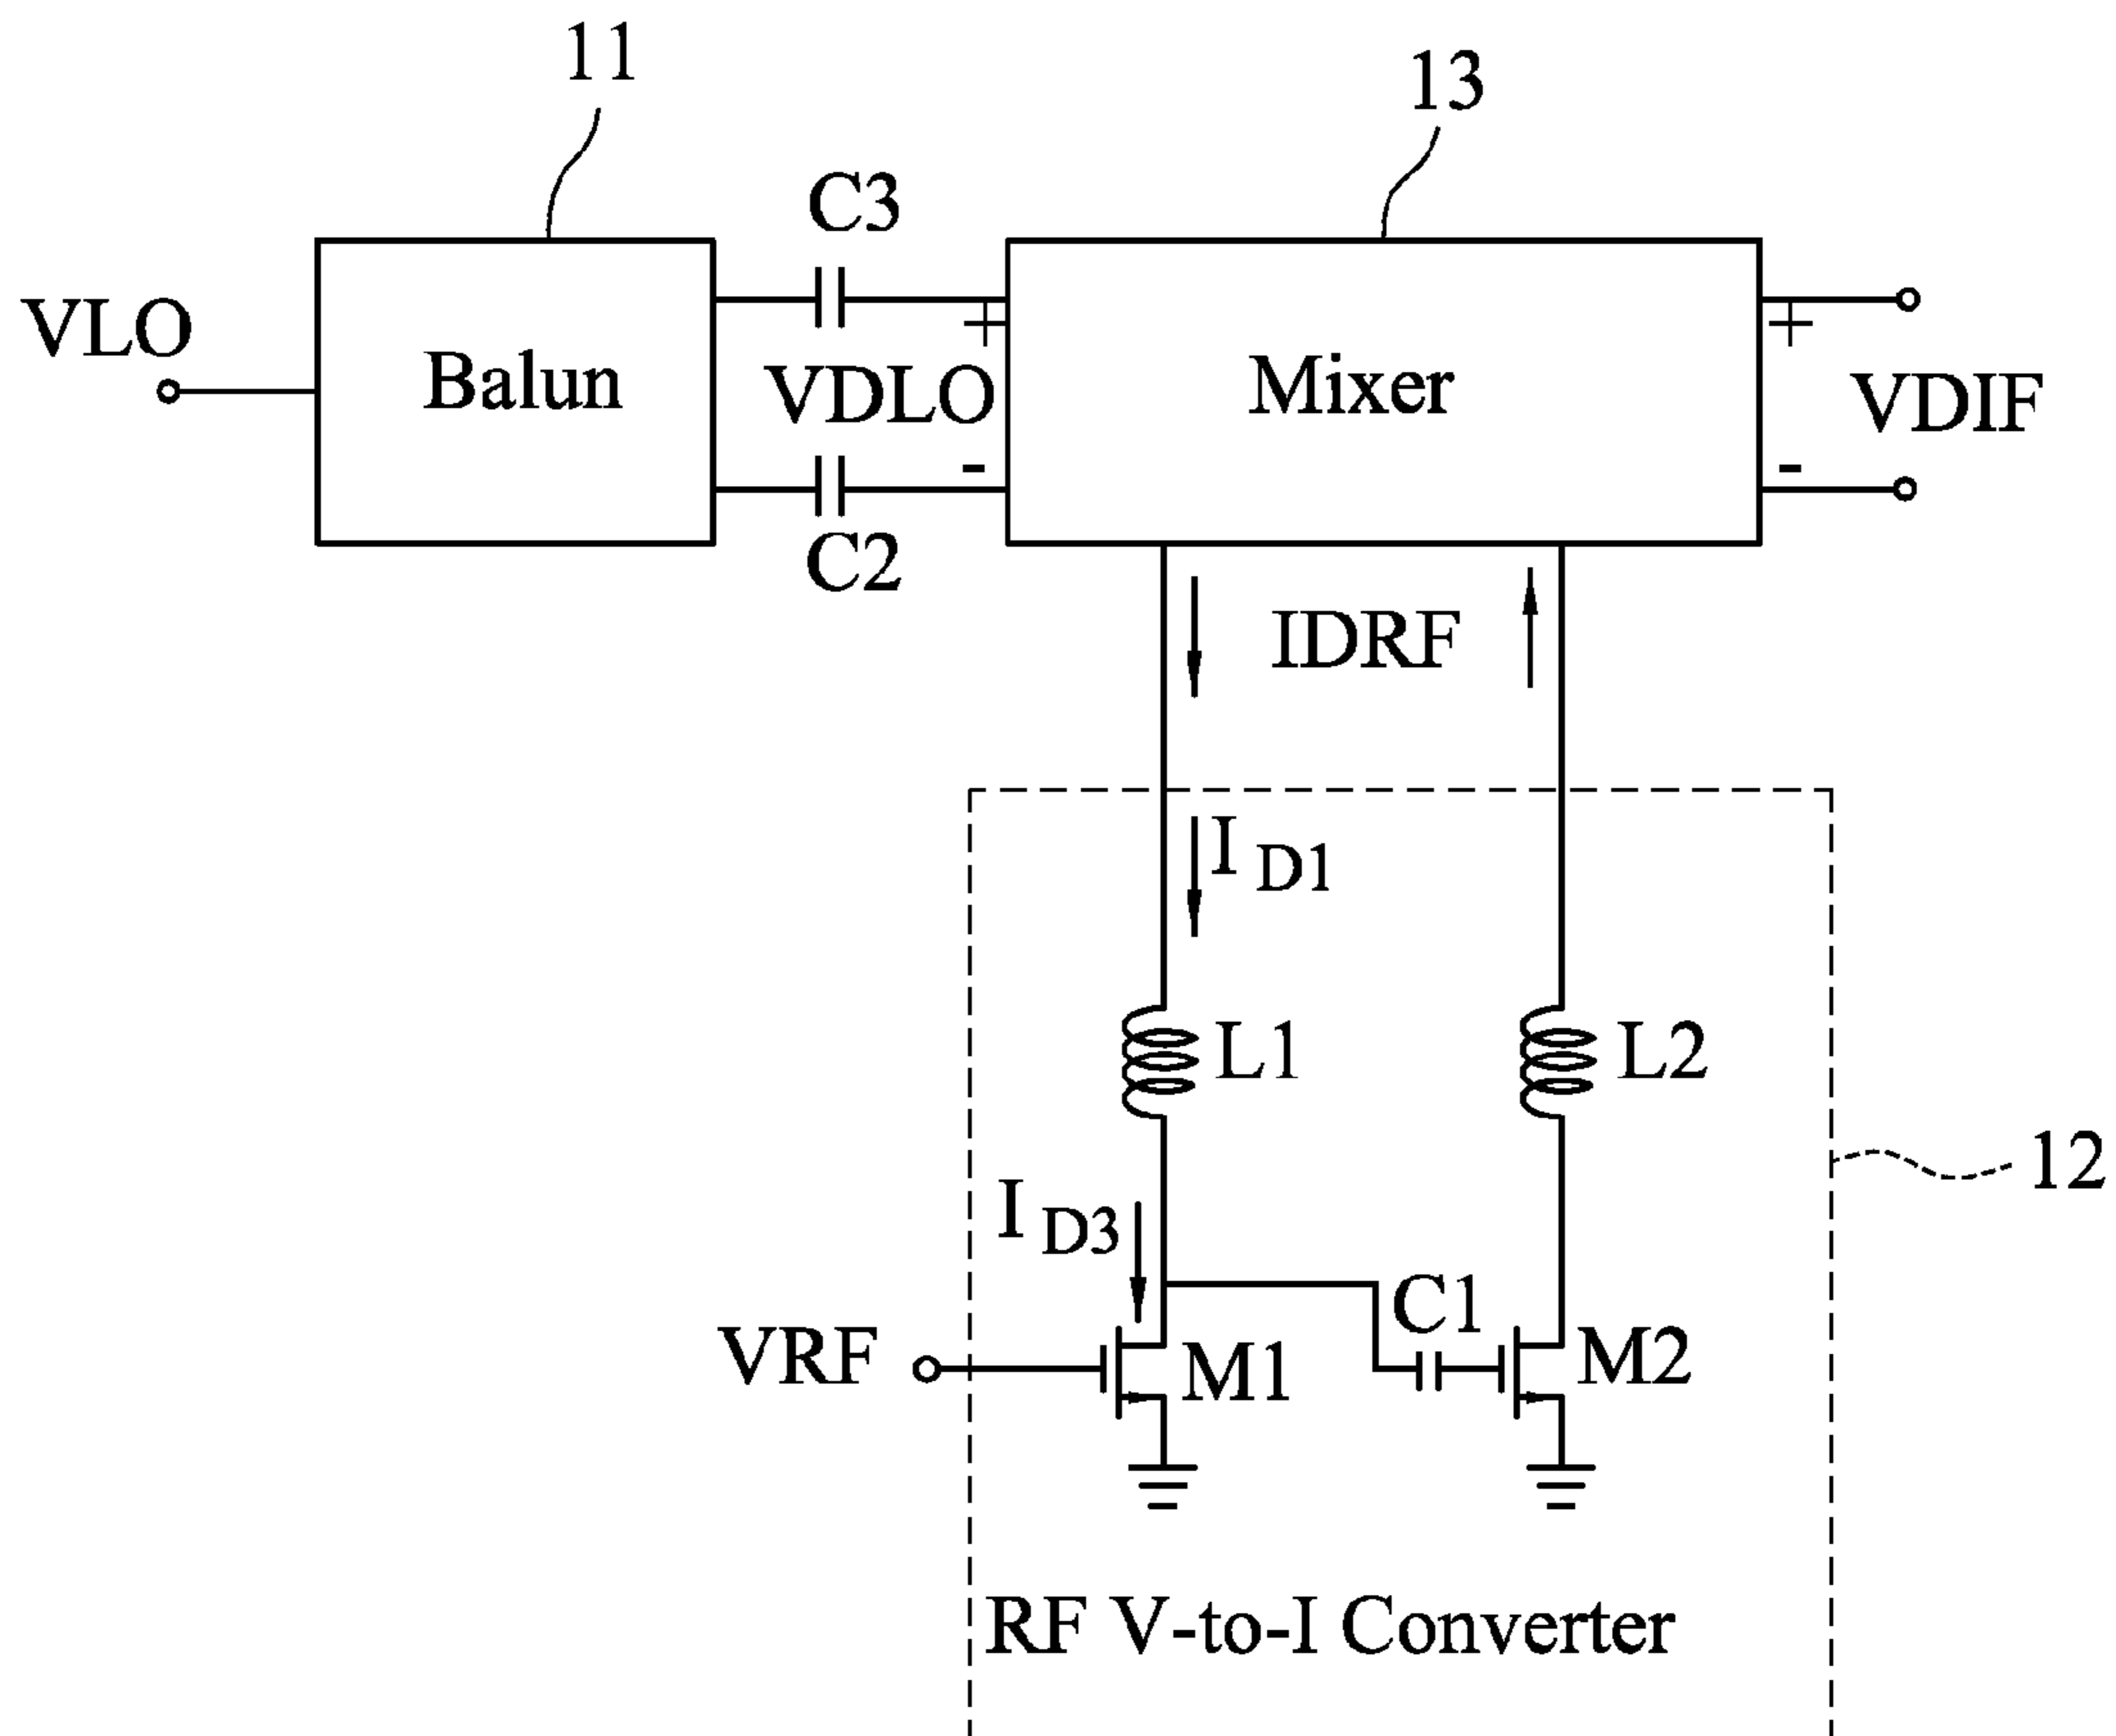 11
13
C3
VLO
Balun
+
VDLO
-
Mixer
+
VDIF
-
C2
IDRF
I D1
L1
L2
12
I D3
C1
VRF
M1
M2
RF V-to-I Converter